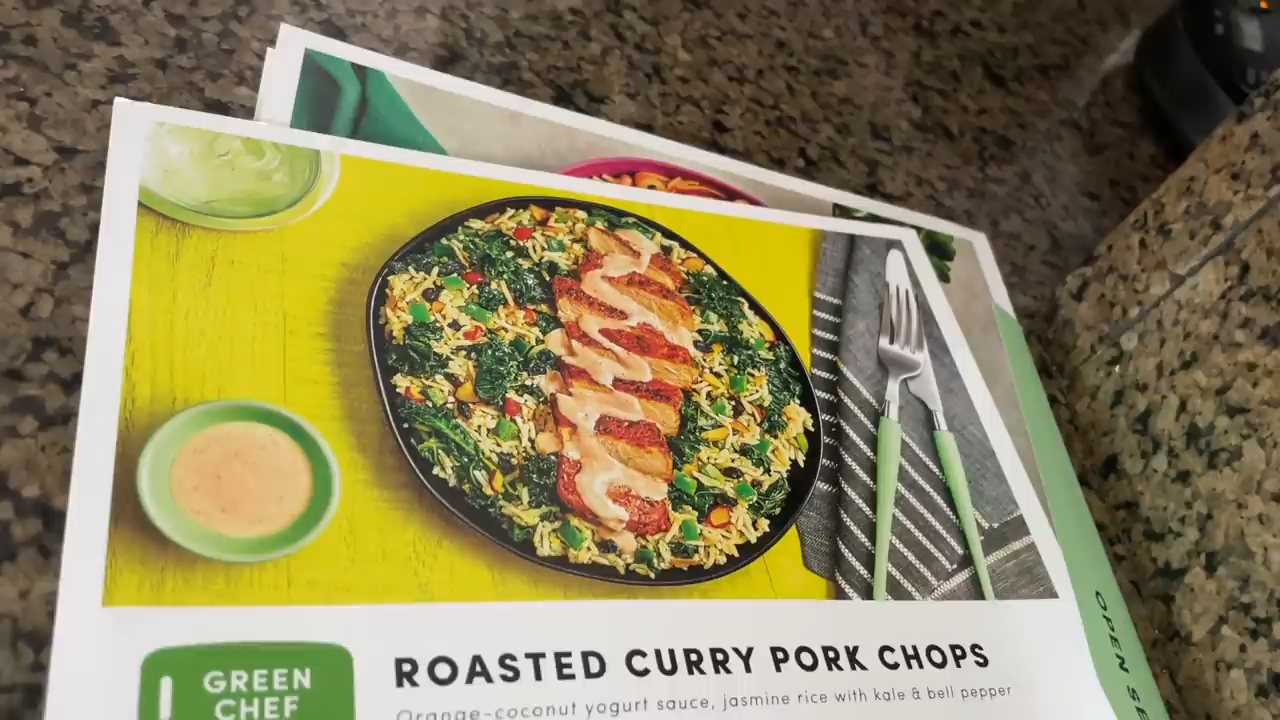 GREEN
CHEF
ROASTED CURRY PORK CHOPS
Orange-coconut yogurt sauce, jasmine rice with kale & bell pepper
OPEN SE